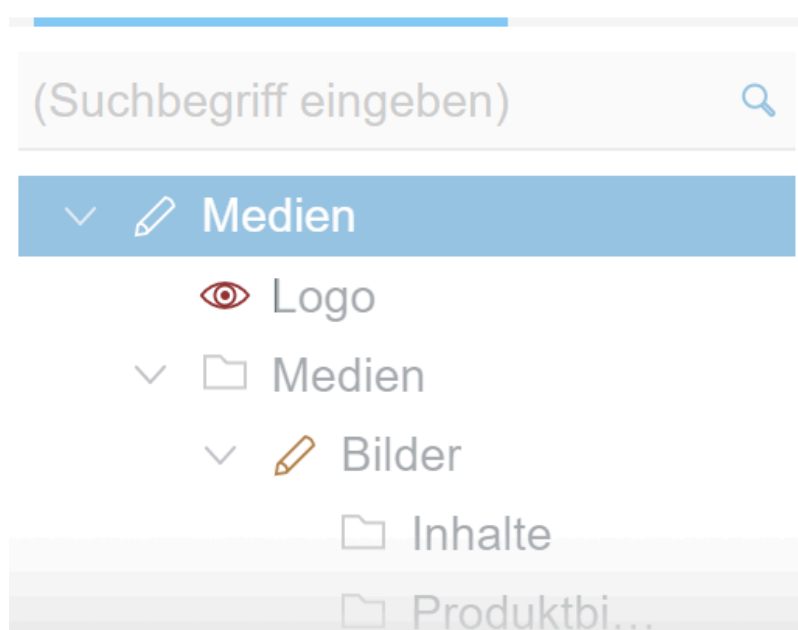 (Suchbegriff eingeben)
Medien
Logo
Medien
Bilder
Inhalte
Produktbi...